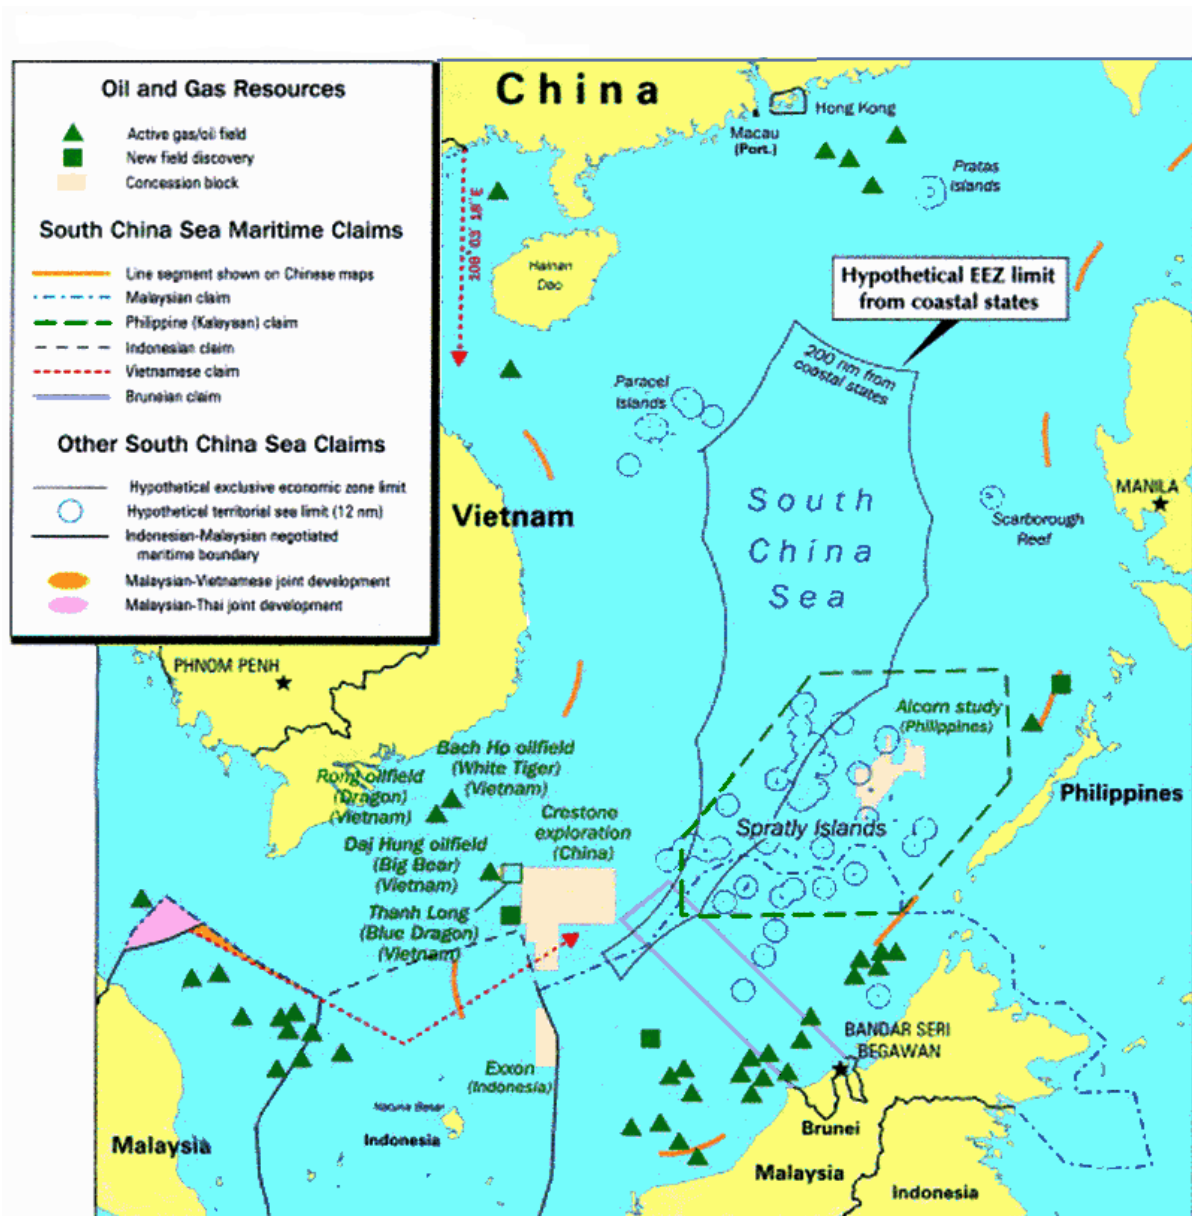 Oil and Gas Resources
Active gas/oil field
New field discovery
Concession block
South China Sea Maritime Claims
Line segment shown on Chinese maps
Malaysian claim
Philippine (Kalayaan) claim
Indonesian claim
Vietnamese claim
Bruneian claim
Other South China Sea Claims
Hypothetical exclusive economic zone limit
Hypothetical territorial sea limit (12 nm)
Indonesian-Malaysian negotiated
maritime boundary
Malaysian-Vietnamese joint development
Malaysian-Thai joint development
China
Hong Kong
Macau
(Port.)
Pratas
Islands
108° 03' 18" E
Hainan
Dao
Hypothetical EEZ limit
from coastal states
200 nm from
coastal states
Paracel
Islands
Vietnam
South
China
Sea
MANILA
Scarborough
Reef
PHNOM PENH
Alcorn study
(Philippines)
Bach Ho oilfield
(White Tiger)
(Vietnam)
Rong oilfield
(Dragon)
(Vietnam)
Crestone
exploration
(China)
Philippines
Spratly Islands
Dai Hung oilfield
(Big Bear)
(Vietnam)
Thanh Long
(Blue Dragon)
(Vietnam)
BANDAR SERI
BEGAWAN
Exxon
(Indonesia)
Natuna Besar
Indonesia
Malaysia
Brunei
Malaysia
Indonesia